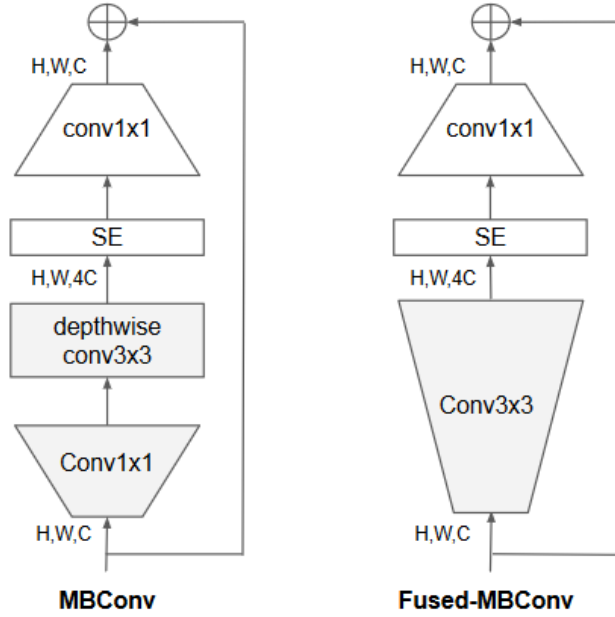 H,W,C
conv1x1
SE
H,W,4C
depthwise
conv3x3
Conv1x1
H,W,C
MBConv
H,W,C
conv1x1
SE
H,W,4C
Conv3x3
H,W,C
Fused-MBConv